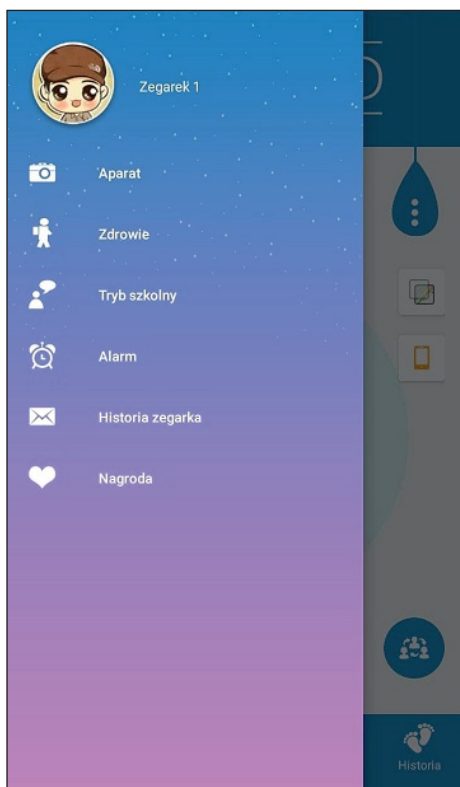 Zegarek 1
Aparat
Zdrowie
Tryb szkolny
Alarm
Historia zegarka
Nagroda
Historia